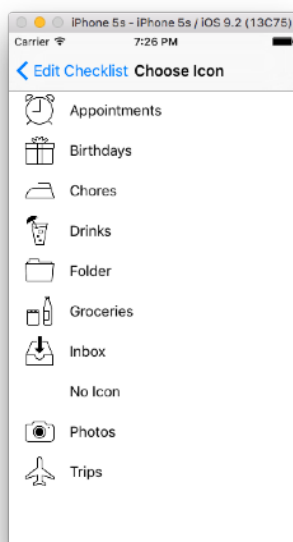 iPhone 5s - iPhone 5s / iOS 9.2 (13C75)
Carrier 7:26 PM
Edit Checklist Choose Icon
Appointments
Birthdays
Chores
Drinks
Folder
Groceries
Inbox
No Icon
Photos
Trips